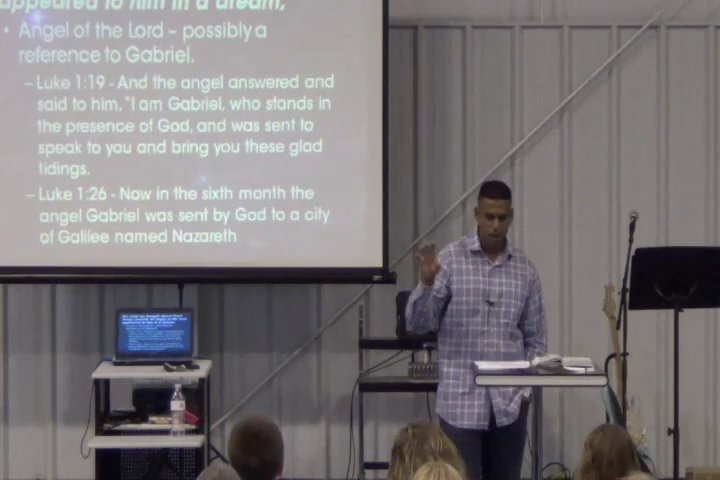 appeared to him in a dream,
• Angel of the Lord – possibly a
reference to Gabriel.
– Luke 1:19 - And the angel answered and
said to him, "I am Gabriel, who stands in
the presence of God, and was sent to
speak to you and bring you these glad
tidings.
– Luke 1:26 - Now in the sixth month the
angel Gabriel was sent by God to a city
of Galilee named Nazareth